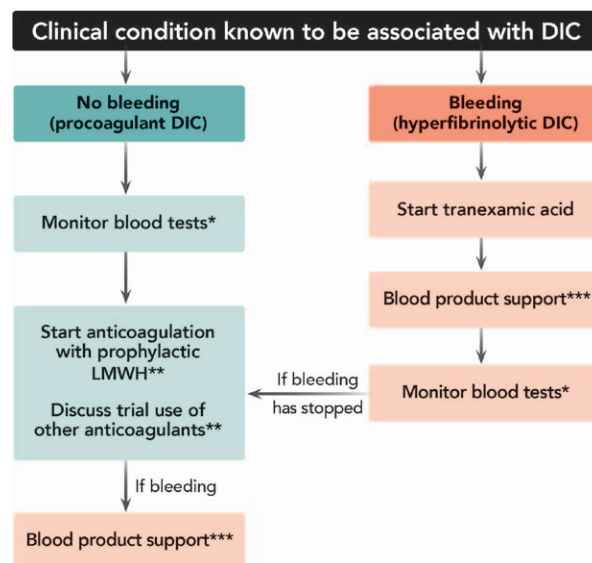 Clinical condition known to be associated with DIC
No bleeding
(procoagulant DIC)
Bleeding
(hyperfibrinolytic DIC)
Monitor blood tests*
Start tranexamic acid
Blood product support***
Start anticoagulation
with prophylactic
LMWH**
Discuss trial use of
other anticoagulants**
If bleeding
has stopped
Monitor blood tests*
If bleeding
Blood product support***